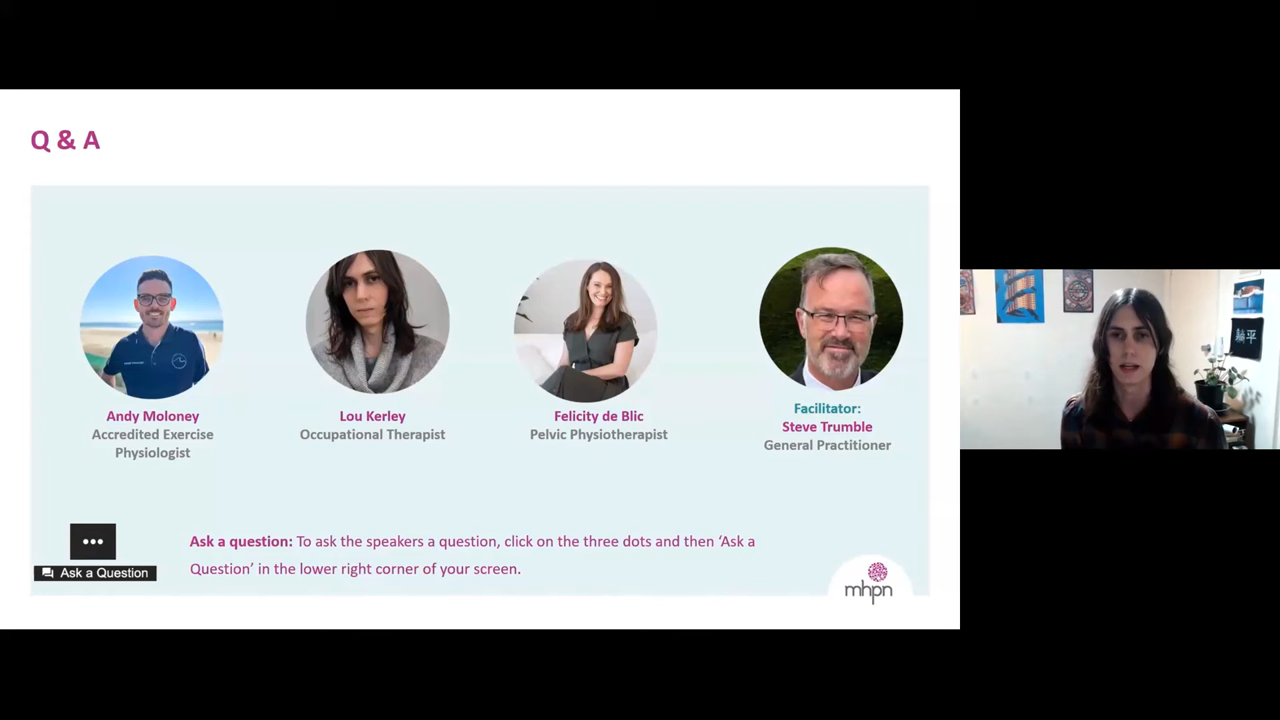 Q & A
Andy Moloney
Accredited Exercise
Physiologist
Lou Kerley
Occupational Therapist
Felicity de Blic
Pelvic Physiotherapist
Facilitator:
Steve Trumble
General Practitioner
Ask a Question
Ask a question: To ask the speakers a question, click on the three dots and then ‘Ask a
Question’ in the lower right corner of your screen.
mhpn
躺平